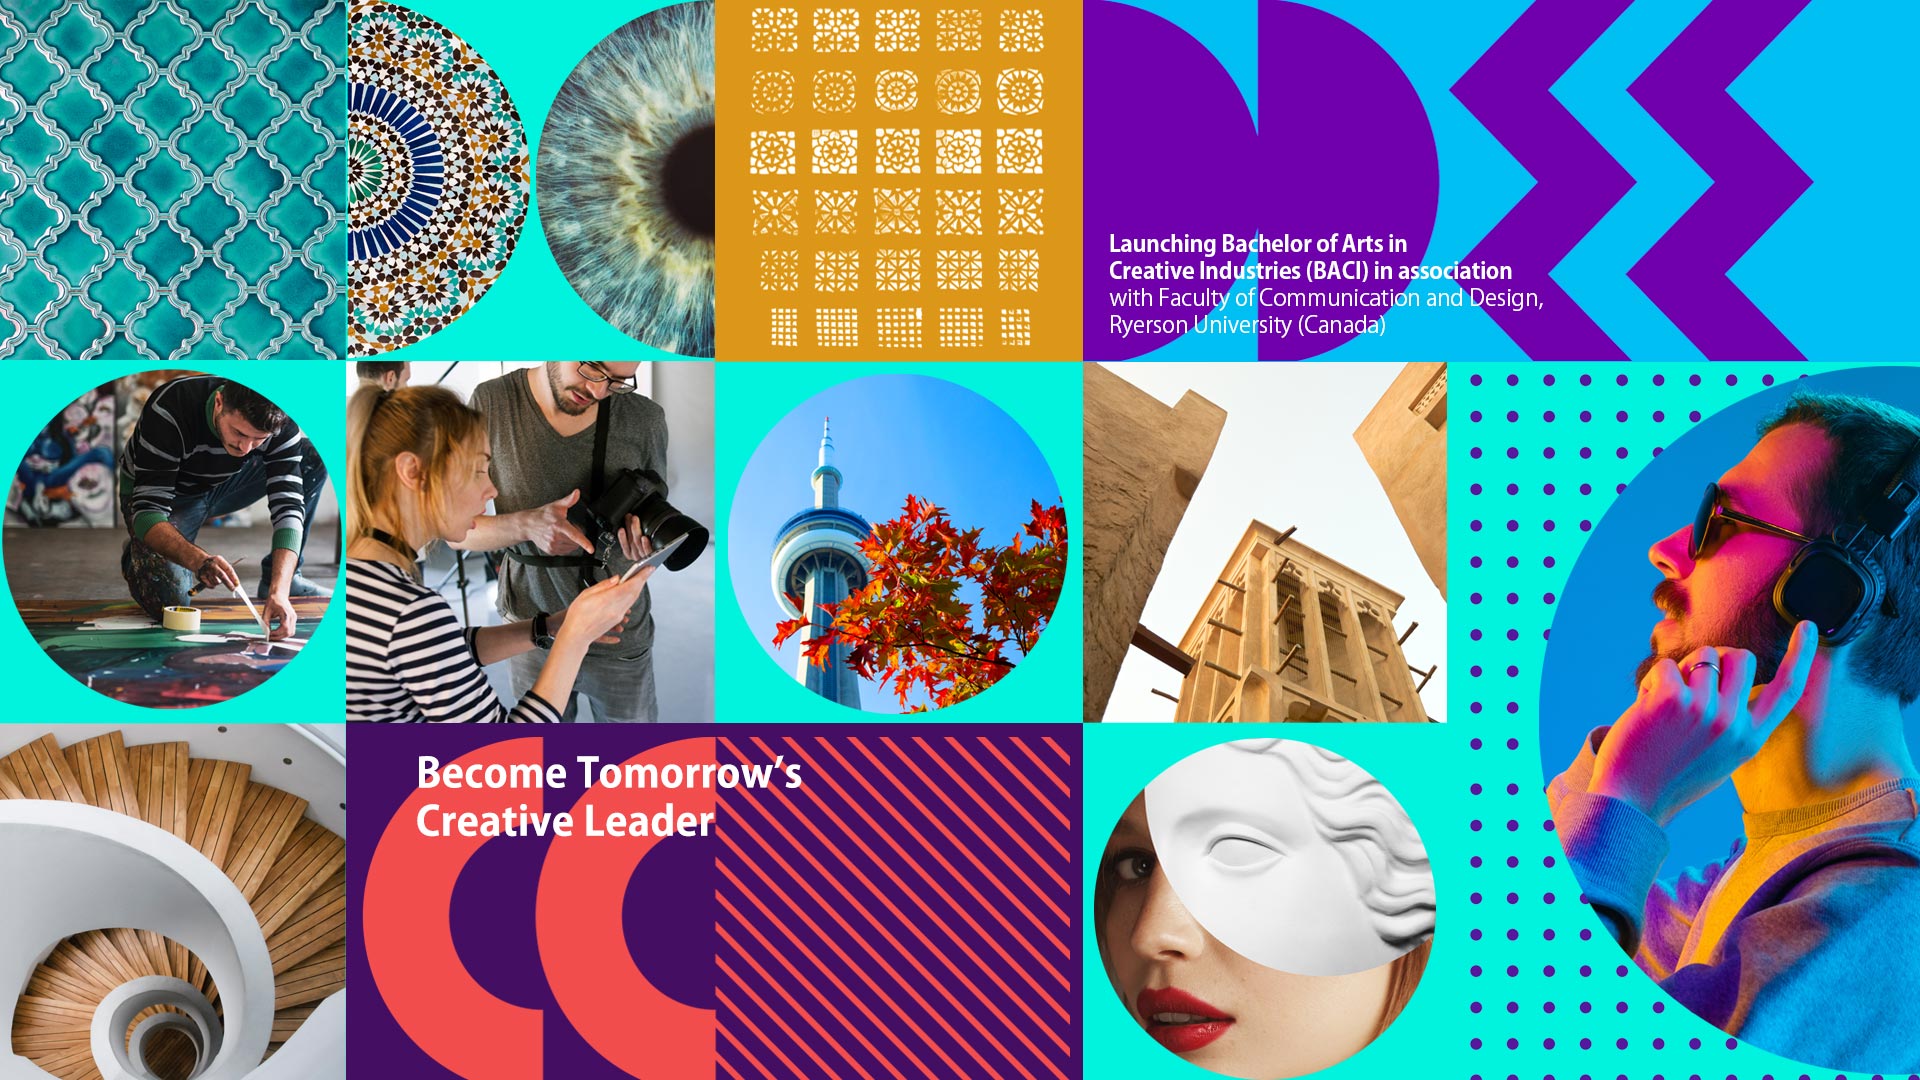 Launching Bachelor of Arts in
Creative Industries (BACI) in association
with Faculty of Communication and Design,
Ryerson University (Canada)
Become Tomorrow’s
Creative Leader